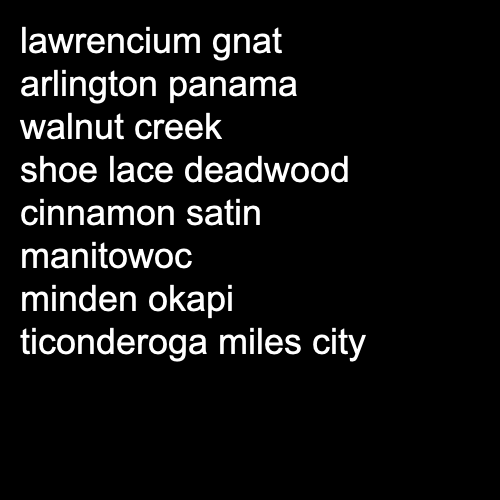 lawrencium gnat
arlington panama
walnut creek
shoe lace deadwood
cinnamon satin
manitowoc
minden okapi
ticonderoga miles city